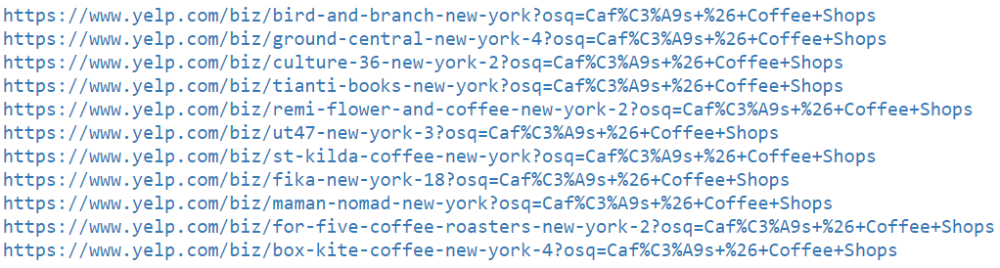 https://www.yelp.com/biz/bird-and-branch-new-york?osq=Caf%C3%A9s+%26+Coffee+Shops
https://www.yelp.com/biz/ground-central-new-york-4?osq=Caf%C3%A9s+%26+Coffee+Shops
https://www.yelp.com/biz/culture-36-new-york-2?osq=Caf%C3%A9s+%26+Coffee+Shops
https://www.yelp.com/biz/tianti-books-new-york?osq=Caf%C3%A9s+%26+Coffee+Shops
https://www.yelp.com/biz/remi-flower-and-coffee-new-york-2?osq=Caf%C3%A9s+%26+Coffee+Shops
https://www.yelp.com/biz/ut47-new-york-3?osq=Caf%C3%A9s+%26+Coffee+Shops
https://www.yelp.com/biz/st-kilda-coffee-new-york?osq=Caf%C3%A9s+%26+Coffee+Shops
https://www.yelp.com/biz/fika-new-york-18?osq=Caf%C3%A9s+%26+Coffee+Shops
https://www.yelp.com/biz/maman-nomad-new-york?osq=Caf%C3%A9s+%26+Coffee+Shops
https://www.yelp.com/biz/for-five-coffee-roasters-new-york-2?osq=Caf%C3%A9s+%26+Coffee+Shops
https://www.yelp.com/biz/box-kite-coffee-new-york-4?osq=Caf%C3%A9s+%26+Coffee+Shops